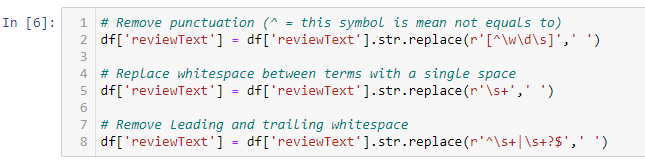 In [6]:
1 # Remove punctuation (^ = this symbol is mean not equals to)
2 df['reviewText'] = df['reviewText'].str.replace(r'[^\w\d\s]',' ')
3
4 # Replace whitespace between terms with a single space
5 df['reviewText'] = df['reviewText'].str.replace(r'\s+',' ')
6
7 # Remove Leading and trailing whitespace
8 df['reviewText'] = df['reviewText'].str.replace(r'^\s+|\s+?$',' ')